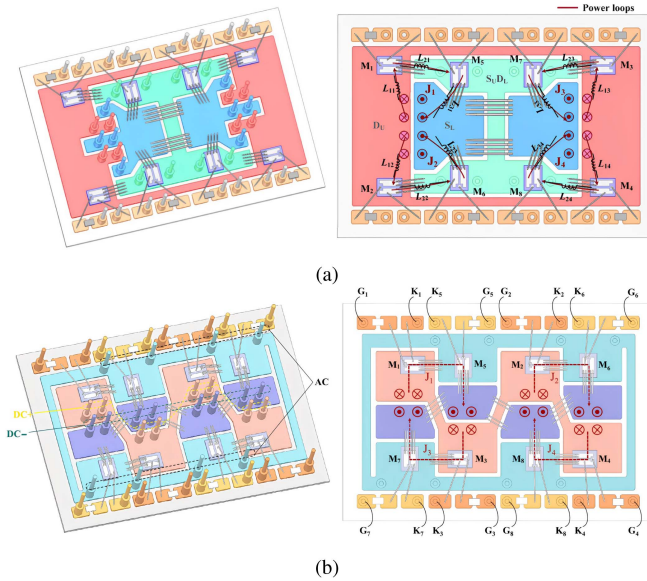 Power loops
M1 L21 M5 M7 L23 M3
SUDL
L11 J1 J3 L13
DU SL
L12 J2 J4 L14
M2 L22 M6 M8 L24 M4
(a)
G1 K1 K5 G5 G2 K2 K6 G6
AC
M1 J1 M5 M2 J2 M6
DC+
DC−
M7 J3 M3 M8 J4 M4
G7 K7 K3 G3 G8 K8 K4 G4
(b)